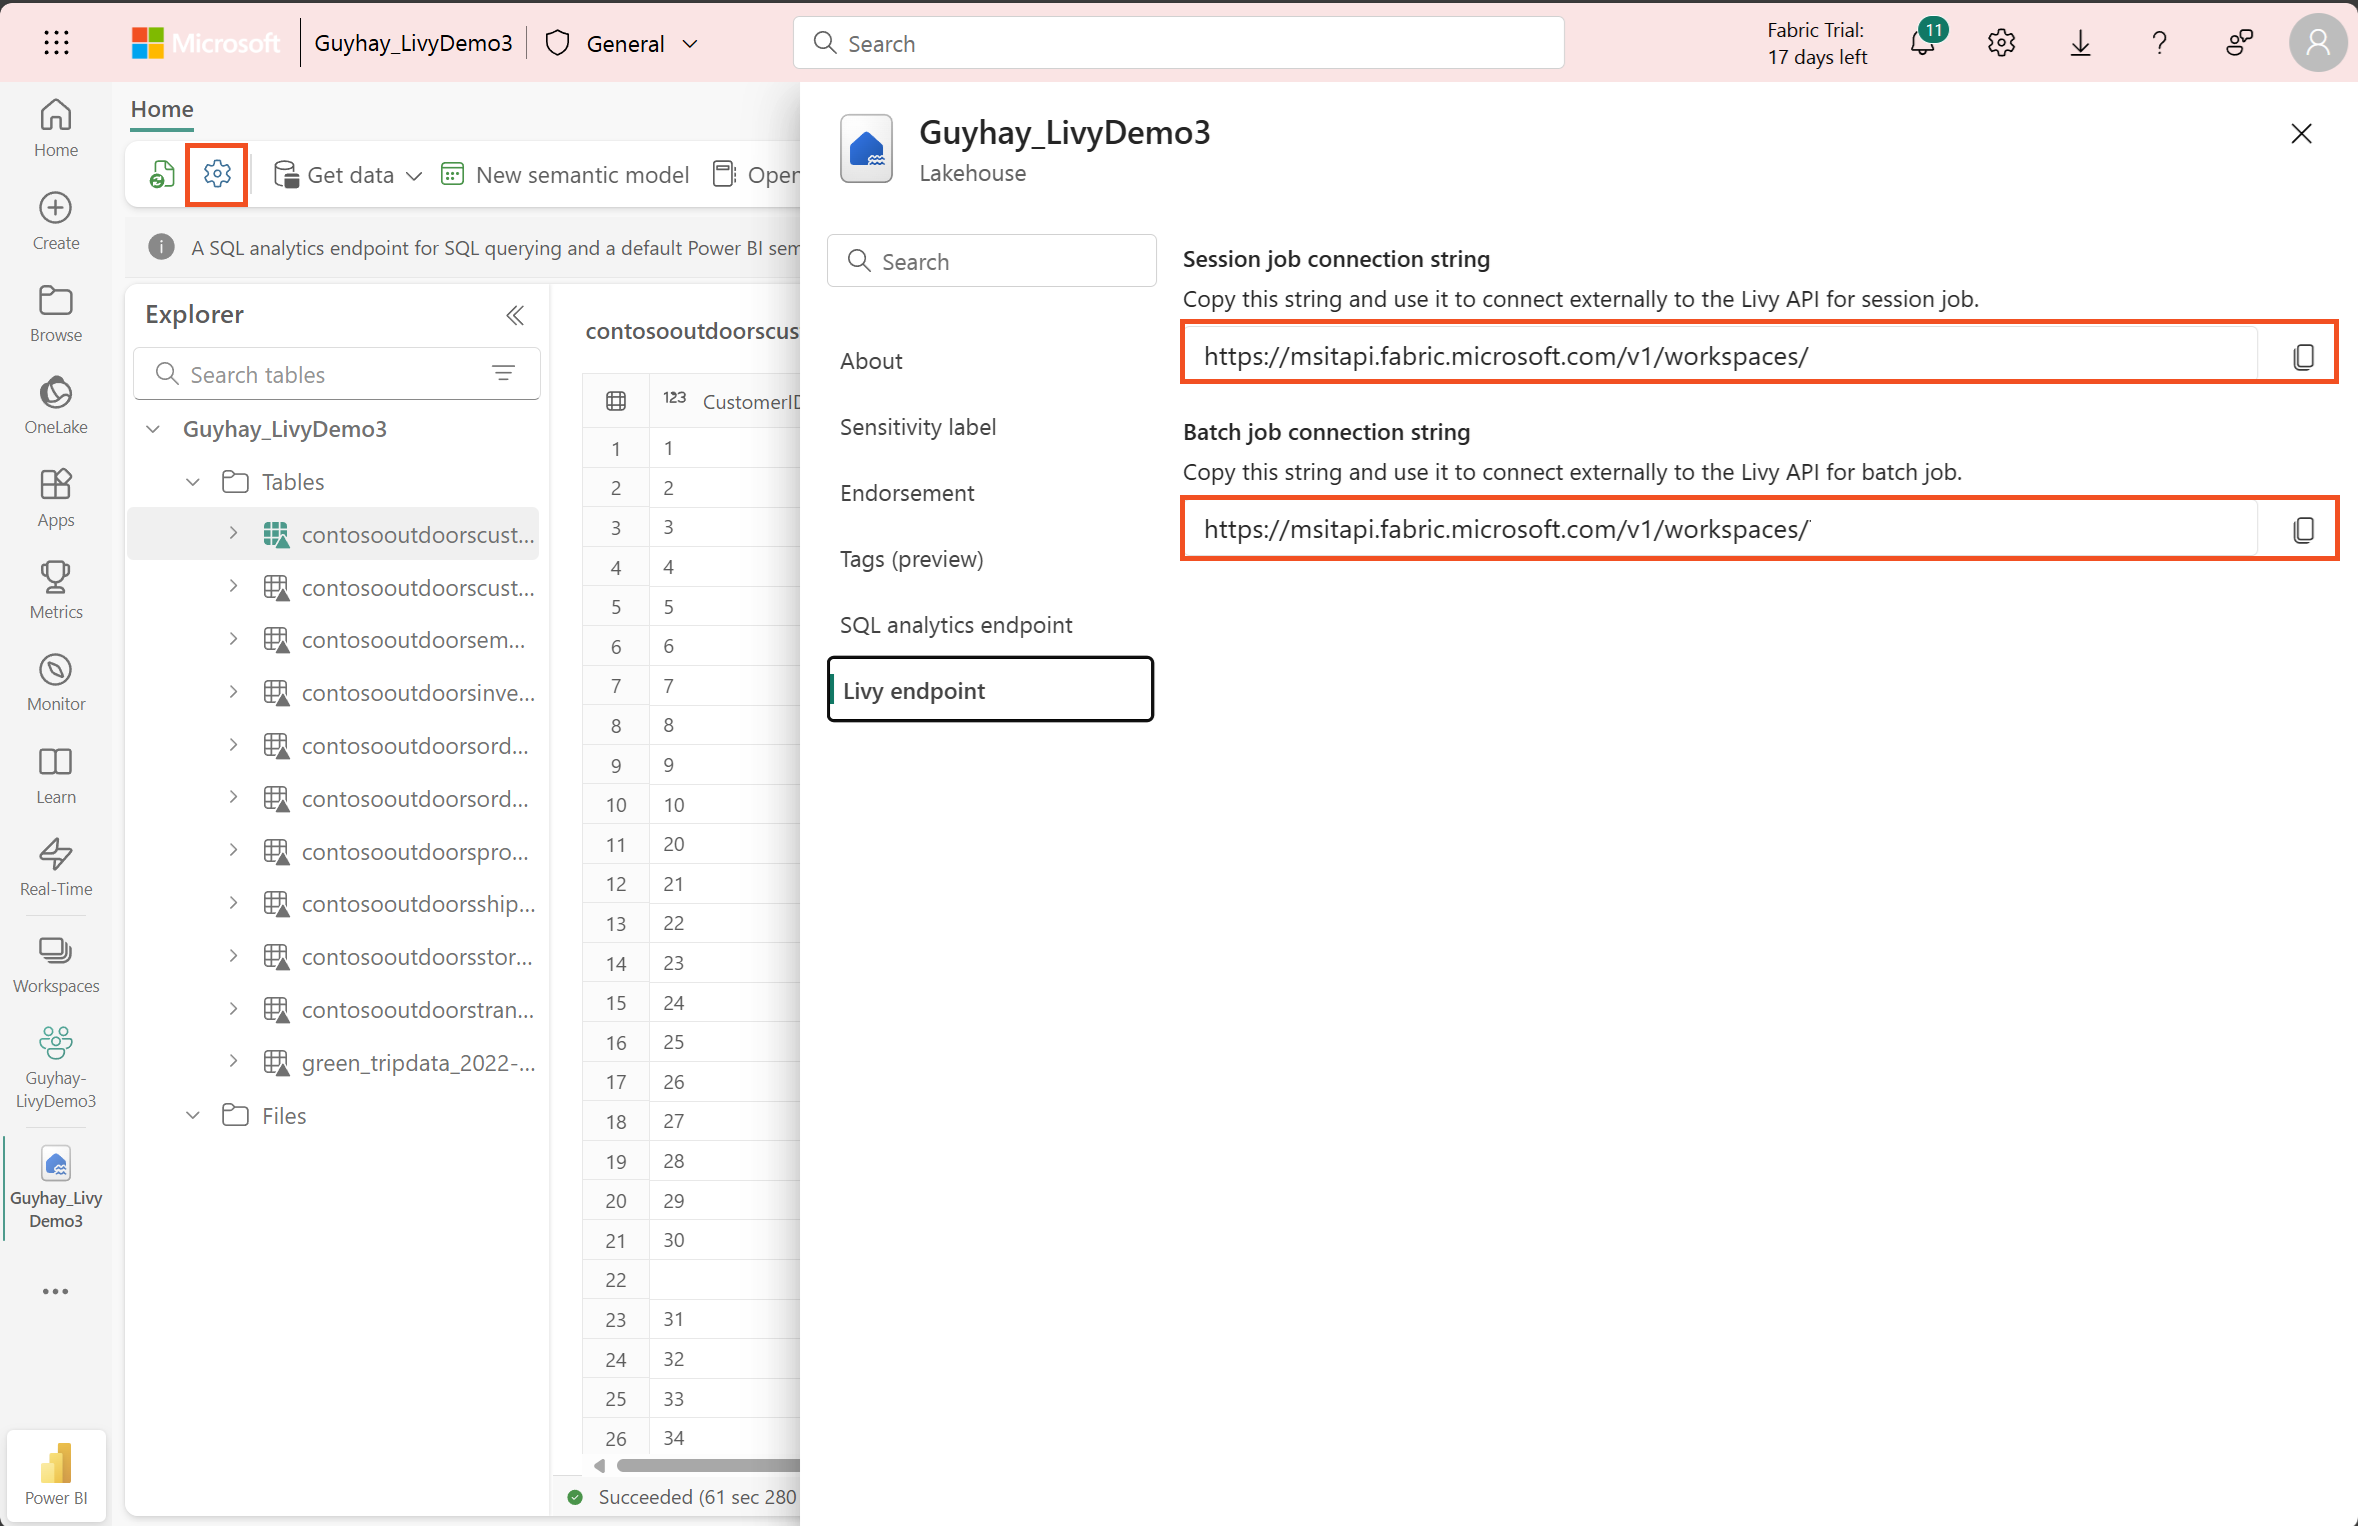 Microsoft
Guyhay_LivyDemo3
General
Search
Fabric Trial:
17 days left
11
Home
Create
Browse
OneLake
Apps
Metrics
Monitor
Learn
Real-Time
Workspaces
Guyhay-
LivyDemo3
Guyhay_Livy
Demo3
Power BI
Home
Get data
New semantic model
Open
A SQL analytics endpoint for SQL querying and a default Power BI sem
Explorer
Search tables
Guyhay_LivyDemo3
Tables
contosooutdoorscust...
contosooutdoorscust...
contosooutdoorsem...
contosooutdoorsinve...
contosooutdoorsord...
contosooutdoorsord...
contosooutdoorspro...
contosooutdoorsship...
contosooutdoorsstor...
contosooutdoorstran...
green_tripdata_2022-...
Files
contosooutdoorscus
123 CustomerID
1 1
2 2
3 3
4 4
5 5
6 6
7 7
8 8
9 9
10 10
11 20
12 21
13 22
14 23
15 24
16 25
17 26
18 27
19 28
20 29
21 30
22
23 31
24 32
25 33
26 34
Succeeded (61 sec 280
Guyhay_LivyDemo3
Lakehouse
Search
About
Sensitivity label
Endorsement
Tags (preview)
SQL analytics endpoint
Livy endpoint
Session job connection string
Copy this string and use it to connect externally to the Livy API for session job.
https://msitapi.fabric.microsoft.com/v1/workspaces/
Batch job connection string
Copy this string and use it to connect externally to the Livy API for batch job.
https://msitapi.fabric.microsoft.com/v1/workspaces/